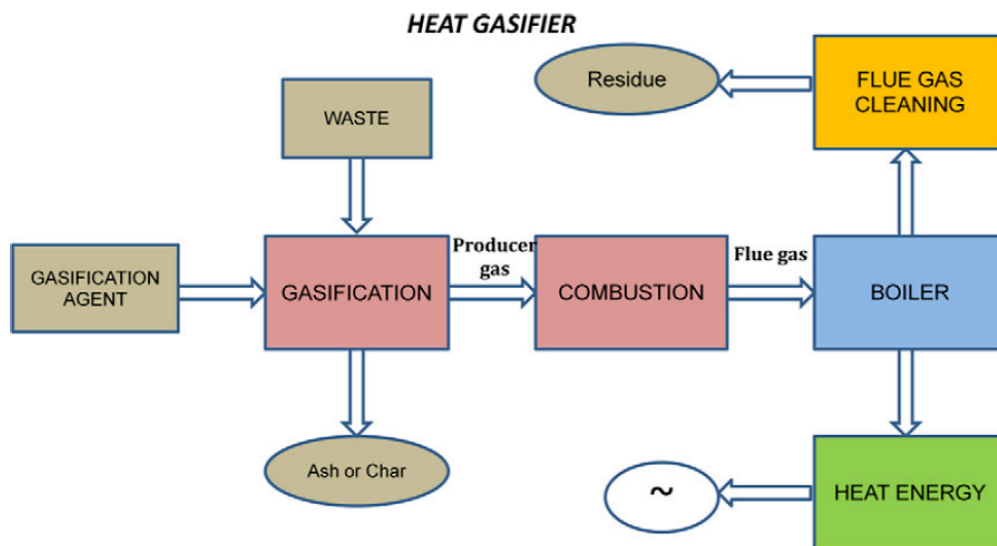 HEAT GASIFIER
Residue
FLUE GAS
CLEANING
WASTE
GASIFICATION
AGENT
GASIFICATION
Producer
gas
COMBUSTION
Flue gas
BOILER
Ash or Char
~
HEAT ENERGY